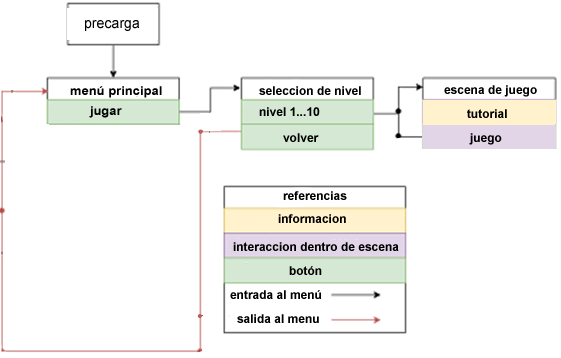 precarga
menú principal
jugar
seleccion de nivel
nivel 1...10
volver
escena de juego
tutorial
juego
referencias
informacion
interaccion dentro de escena
botón
entrada al menú
salida al menu